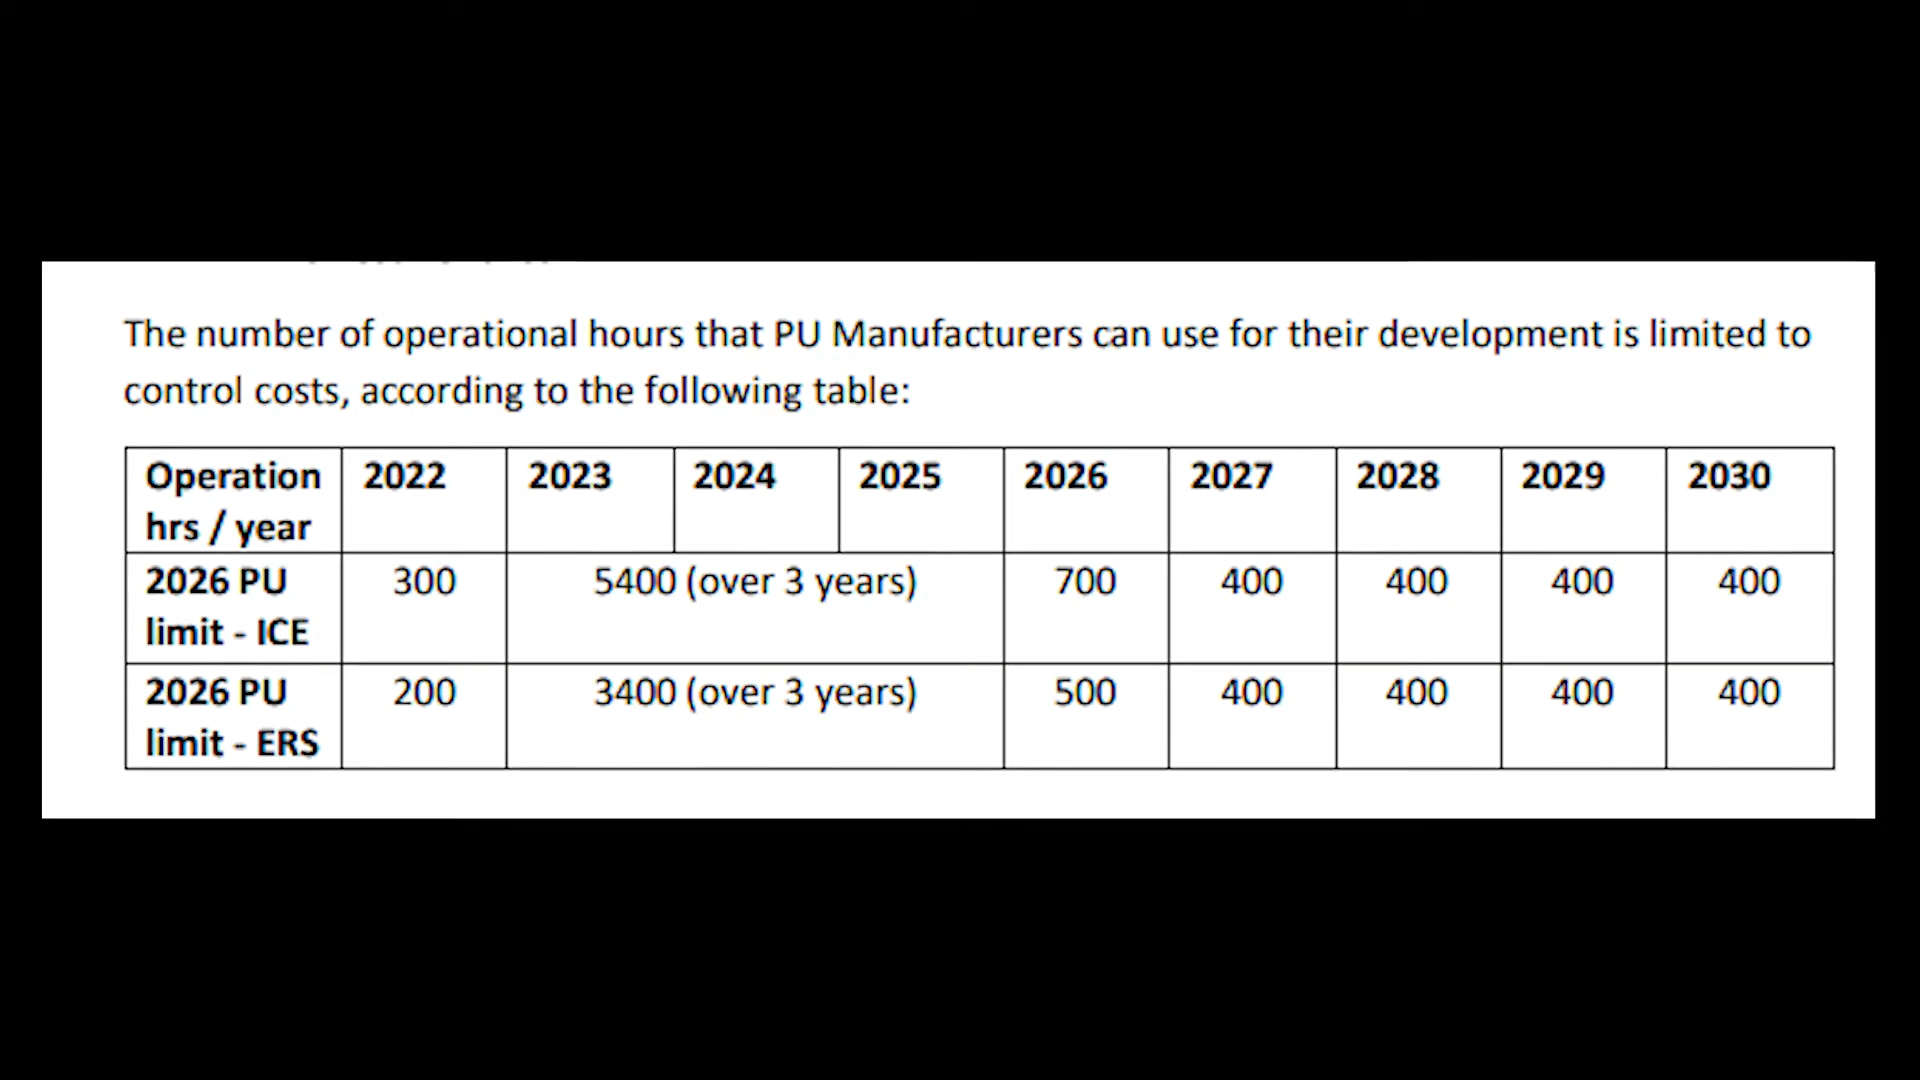 The number of operational hours that PU Manufacturers can use for their development is limited to
control costs, according to the following table:
Operation hrs / year 2022 2023 2024 2025 2026 2027 2028 2029 2030
2026 PU limit - ICE 300 5400 (over 3 years) 700 400 400 400 400
2026 PU limit - ERS 200 3400 (over 3 years) 500 400 400 400 400